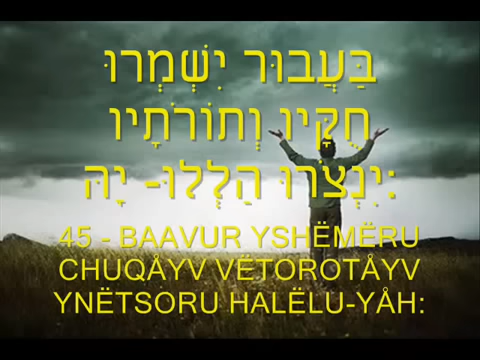 בַּעֲבוּר יִשְׁמְרוּ
חֻקָּיו וְתוֹרֹתָיו
יִנְצֹרוּ הַלְלוּ- יָהּ:
45 - BAAVUR YSHËMËRU
CHUQÅYV VËTOROTÅYV
YNËTSORU HALËLU-YÅH: